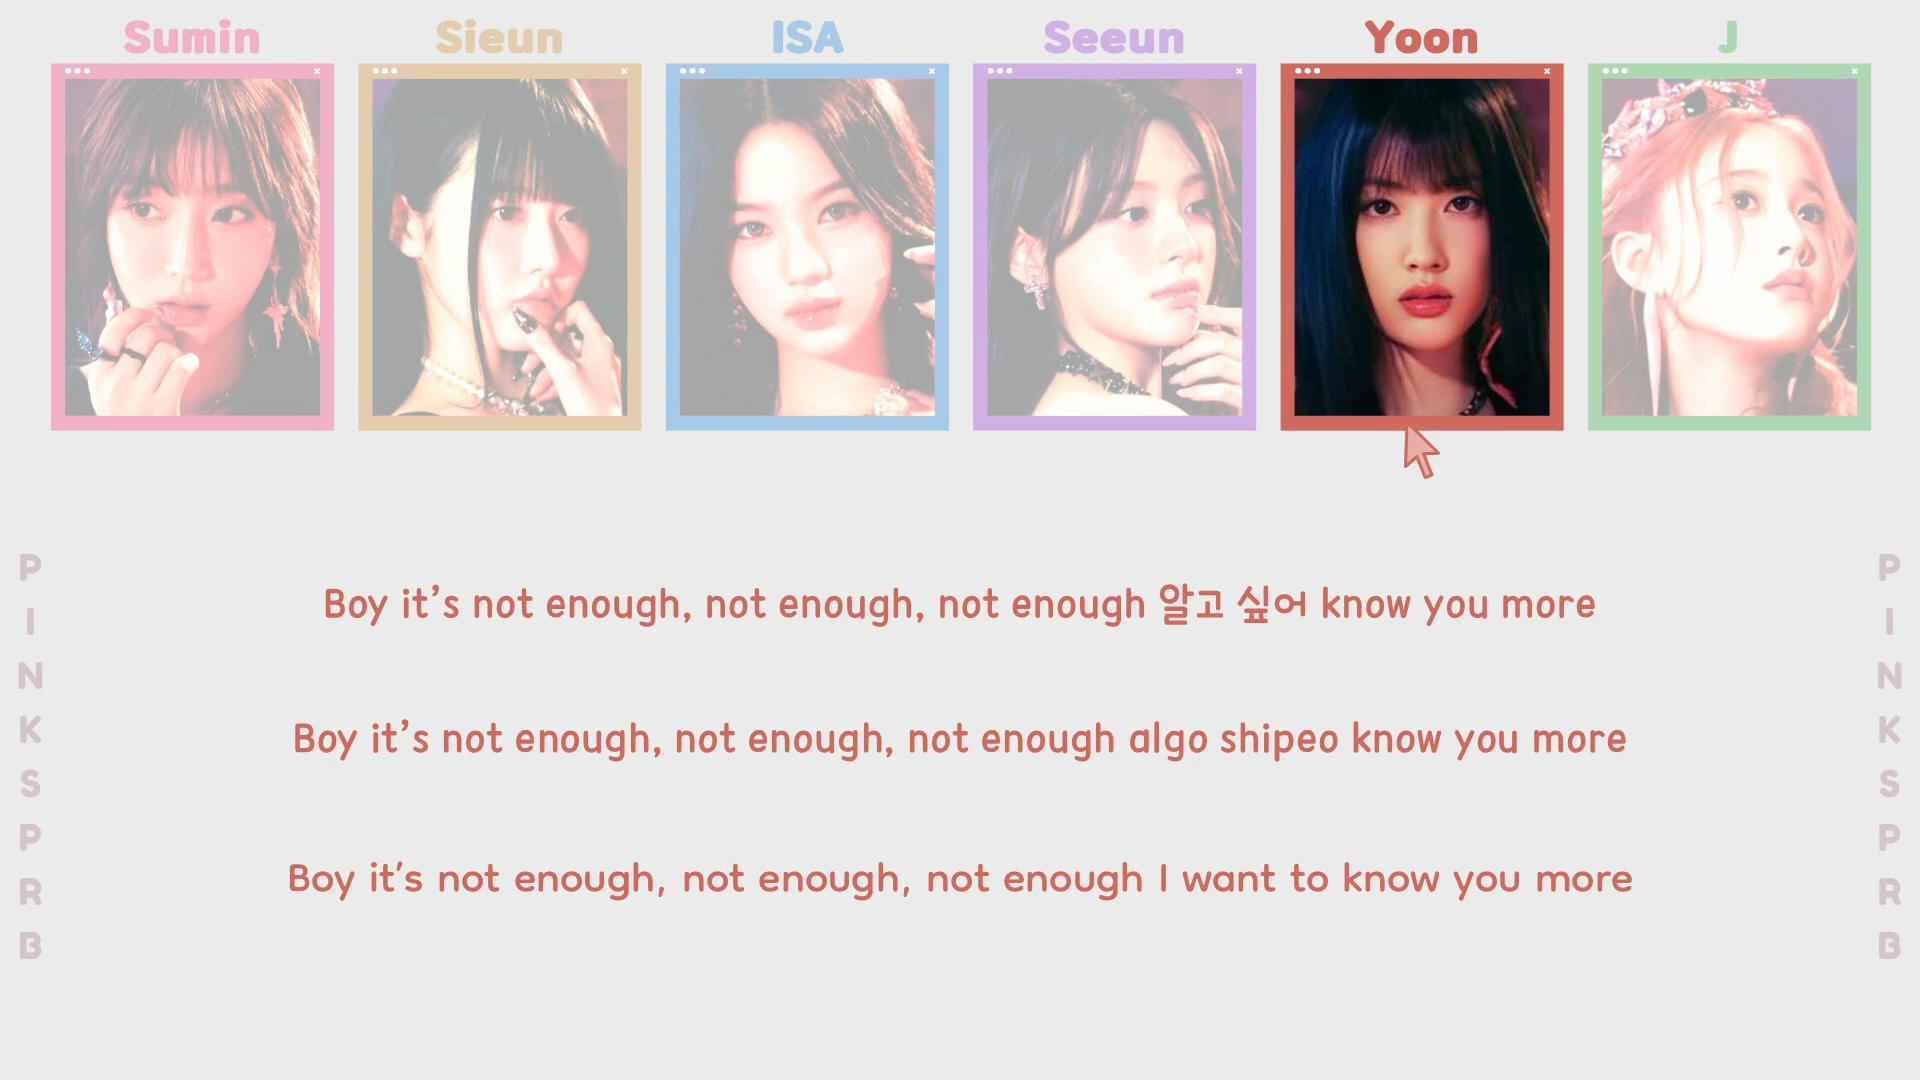 Sumin Sieun ISA Seeun Yoon J
Boy it’s not enough, not enough, not enough 알고 싶어 know you more
Boy it’s not enough, not enough, not enough algo shipeo know you more
Boy it's not enough, not enough, not enough I want to know you more
PINKSPRB
PINKSPRB